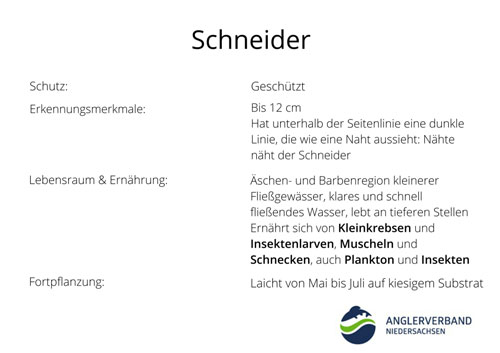 Schneider
Schutz: Geschützt
Erkennungsmerkmale: Bis 12 cm
Hat unterhalb der Seitenlinie eine dunkle
Linie, die wie eine Naht aussieht: Nähte
näht der Schneider
Lebensraum & Ernährung: Äschen- und Barbenregion kleinerer
Fließgewässer, klares und schnell
fließendes Wasser, lebt an tieferen Stellen
Ernährt sich von Kleinkrebsen und
Insektenlarven, Muscheln und
Schnecken, auch Plankton und Insekten
Fortpflanzung: Laicht von Mai bis Juli auf kiesigem Substrat
ANGLERVERBAND
NIEDERSACHSEN